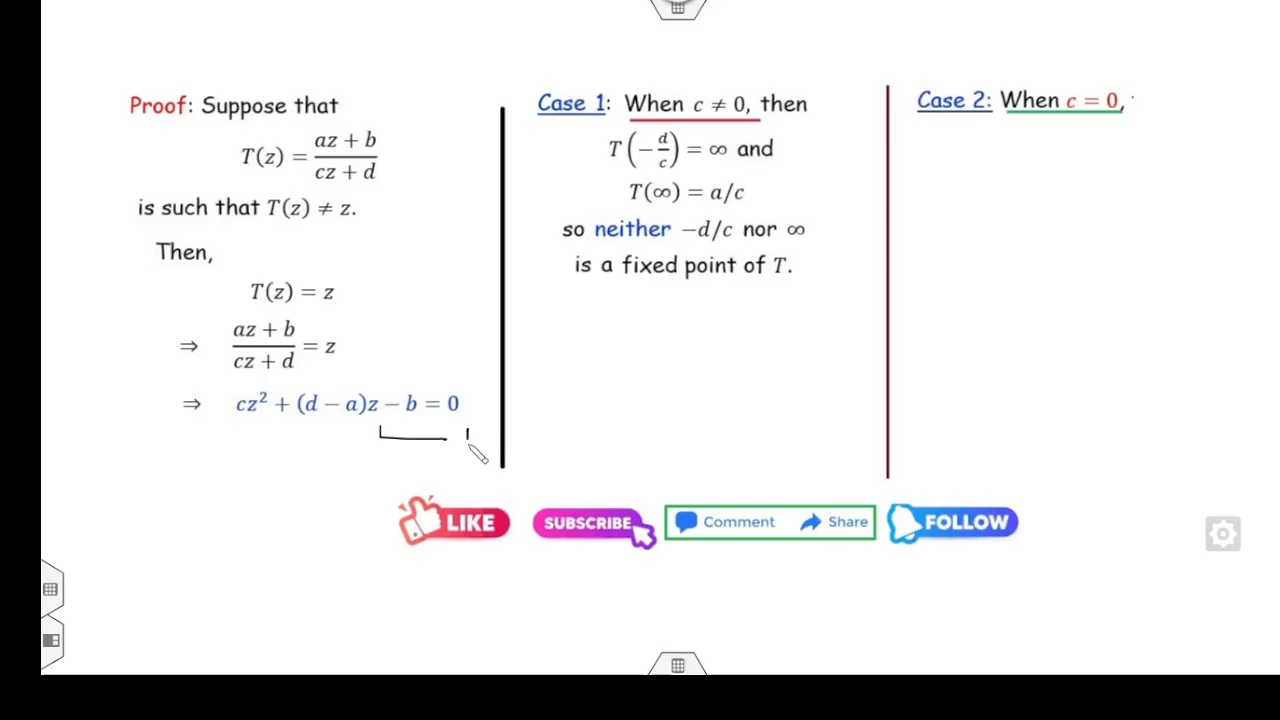 Proof: Suppose that
T(z) = (az + b)/(cz + d)
is such that T(z) ≠ z.
Then,
T(z) = z
⇒ (az + b)/(cz + d) = z
⇒ cz² + (d − a)z − b = 0
Case 1: When c ≠ 0, then
T(−d/c) = ∞ and
T(∞) = a/c
so neither −d/c nor ∞
is a fixed point of T.
Case 2: When c = 0,
LIKE
SUBSCRIBE
Comment Share
FOLLOW